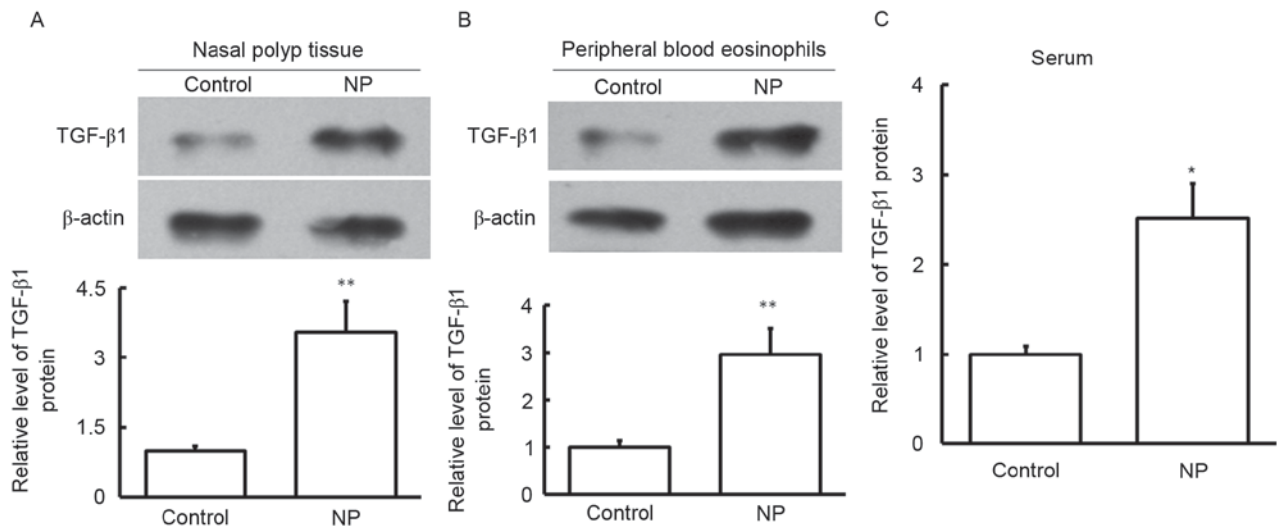 A
Nasal polyp tissue
Control NP
TGF-β1
β-actin
Relative level of TGF-β1
protein
4.5
3
1.5
0
**
Control NP
B
Peripheral blood eosinophils
Control NP
TGF-β1
β-actin
Relative level of TGF-β1
protein
4
3
2
1
0
**
Control NP
C
Serum
Relative level of TGF-β1 protein
4
3
2
1
0
*
Control NP